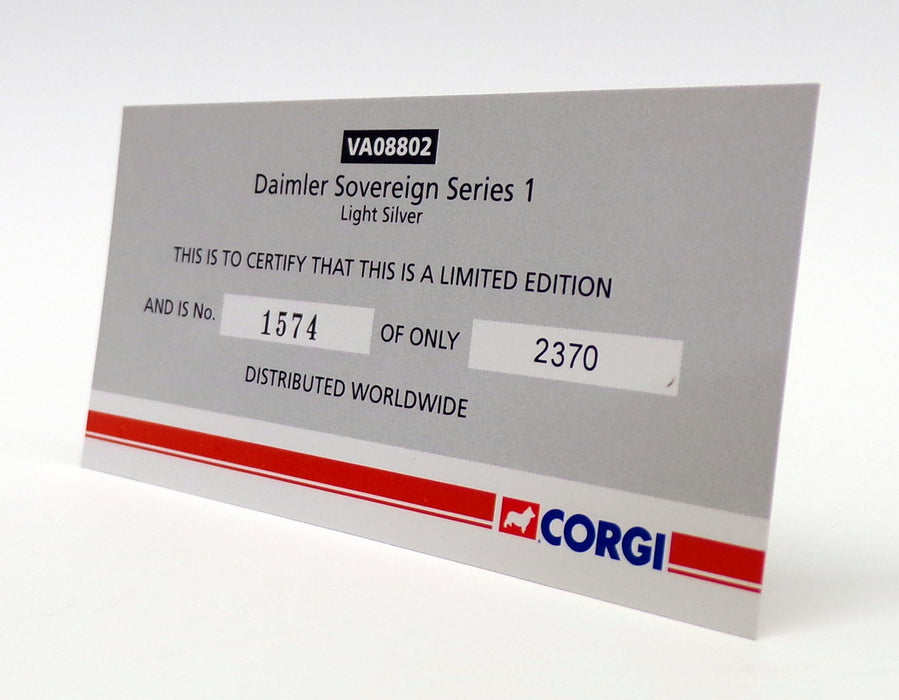 VA08802
Daimler Sovereign Series 1
Light Silver
THIS IS TO CERTIFY THAT THIS IS A LIMITED EDITION
AND IS No. 1574 OF ONLY 2370
DISTRIBUTED WORLDWIDE
CORGI